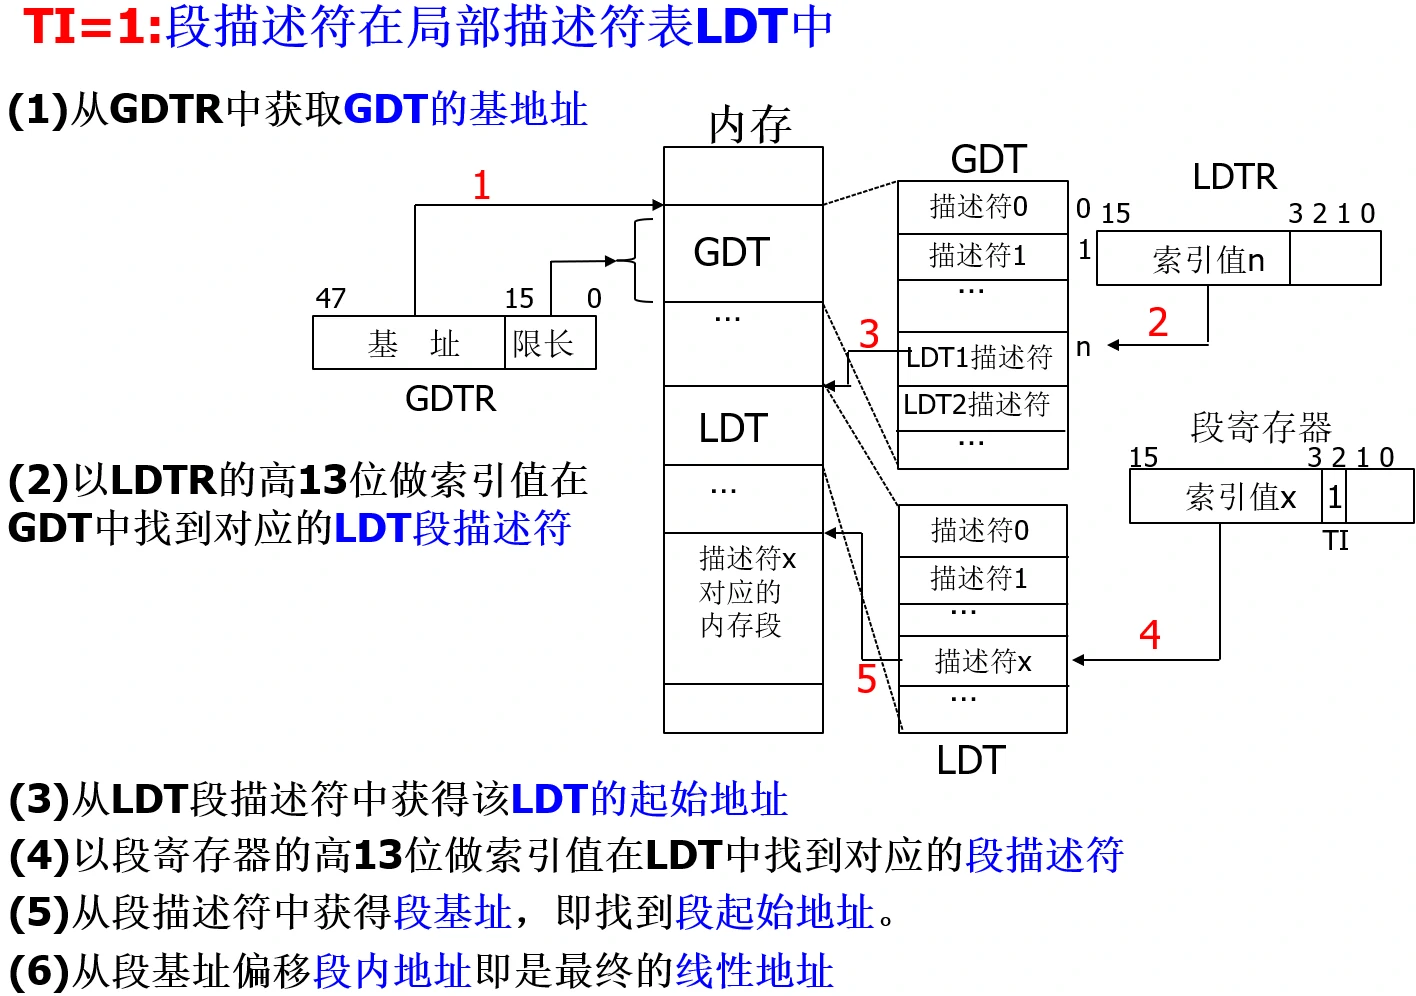 TI=1:段描述符在局部描述符表LDT中
(1)从GDTR中获取GDT的基地址
内存
GDT
LDTR
1
描述符0
0
15
3 2 1 0
GDT
描述符1
1
索引值n
47
15
0
…
…
2
基 址
限长
3
LDT1描述符
n
GDTR
LDT
LDT2描述符
…
段寄存器
(2)以LDTR的高13位做索引值在
GDT中找到对应的LDT段描述符
15
3 2 1 0
…
索引值x
1
描述符0
TI
描述符x
对应的
内存段
描述符1
…
4
描述符x
5
…
LDT
(3)从LDT段描述符中获得该LDT的起始地址
(4)以段寄存器的高13位做索引值在LDT中找到对应的段描述符
(5)从段描述符中获得段基址，即找到段起始地址。
(6)从段基址偏移段内地址即是最终的线性地址